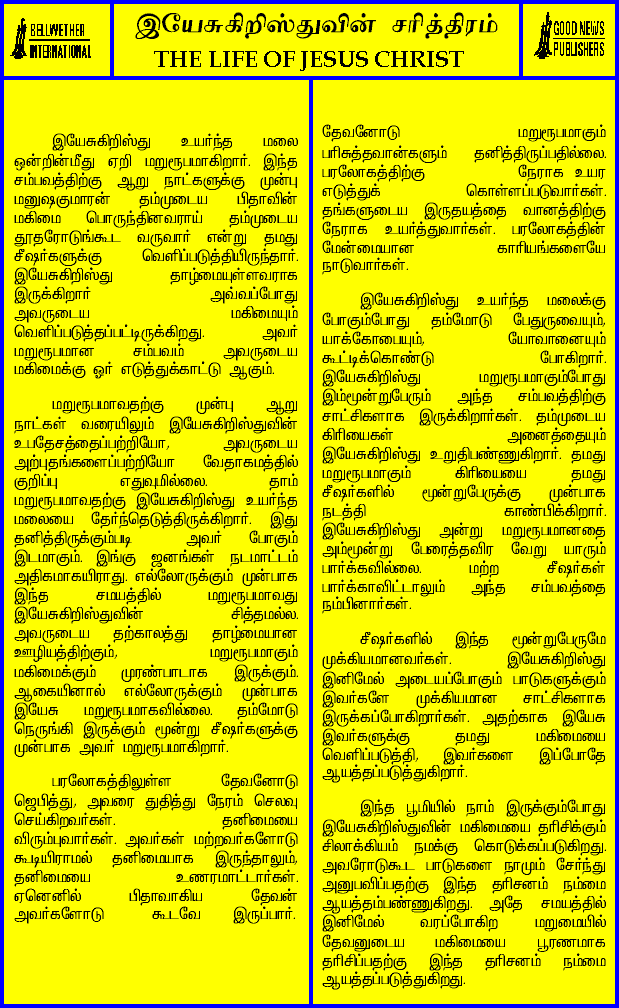 BELLWETHER
INTERNATIONAL
இயேசுகிறிஸ்துவின் சரித்திரம்
THE LIFE OF JESUS CHRIST
GOOD NEWS
PUBLISHERS
இயேசுகிறிஸ்து உயர்ந்த மலை
ஒன்றின்மீது ஏறி மறுரூபமாகிறார். இந்த
சம்பவத்திற்கு ஆறு நாட்களுக்கு முன்பு
மனுஷகுமாரன் தம்முடைய பிதாவின்
மகிமை பொருந்தினவராய் தம்முடைய
தூதரோடுங்கூட வருவார் என்று தமது
சீஷர்களுக்கு வெளிப்படுத்தியிருந்தார்.
இயேசுகிறிஸ்து தாழ்மையுள்ளவராக
இருக்கிறார் அவ்வப்போது
அவருடைய மகிமையும்
வெளிப்படுத்தப்பட்டிருக்கிறது. அவர்
மறுரூபமான சம்பவம் அவருடைய
மகிமைக்கு ஓர் எடுத்துக்காட்டு ஆகும்.
மறுரூபமாவதற்கு முன்பு ஆறு
நாட்கள் வரையிலும் இயேசுகிறிஸ்துவின்
உபதேசத்தைப்பற்றியோ, அவருடைய
அற்புதங்களைப்பற்றியோ வேதாகமத்தில்
குறிப்பு எதுவுமில்லை. தாம்
மறுரூபமாவதற்கு இயேசுகிறிஸ்து உயர்ந்த
மலையை தேர்ந்தெடுத்திருக்கிறார். இது
தனித்திருக்கும்படி அவர் போகும்
இடமாகும். இங்கு ஜனங்கள் நடமாட்டம்
அதிகமாகயிராது. எல்லோருக்கும் முன்பாக
இந்த சமயத்தில் மறுரூபமாவது
இயேசுகிறிஸ்துவின் சித்தமல்ல.
அவருடைய தற்காலத்து தாழ்மையான
ஊழியத்திற்கும், மறுரூபமாகும்
மகிமைக்கும் முரண்பாடாக இருக்கும்.
ஆகையினால் எல்லோருக்கும் முன்பாக
இயேசு மறுரூபமாகவில்லை. தம்மோடு
நெருங்கி இருக்கும் மூன்று சீஷர்களுக்கு
முன்பாக அவர் மறுரூபமாகிறார்.
பரலோகத்திலுள்ள தேவனோடு
ஜெபித்து, அவரை துதித்து நேரம் செலவு
செய்கிறவர்கள். தனிமையை
விரும்புவார்கள். அவர்கள் மற்றவர்களோடு
கூடியிராமல் தனிமையாக இருந்தாலும்,
தனிமையை உணரமாட்டார்கள்.
ஏனெனில் பிதாவாகிய தேவன்
அவர்களோடு கூடவே இருப்பார்.
தேவனோடு மறுரூபமாகும்
பரிசுத்தவான்களும் தனித்திருப்பதில்லை.
பரலோகத்திற்கு நேராக உயர
எடுத்துக் கொள்ளப்படுவார்கள்.
தங்களுடைய இருதயத்தை வானத்திற்கு
நேராக உயர்த்துவார்கள். பரலோகத்தின்
மேன்மையான காரியங்களையே
நாடுவார்கள்.
இயேசுகிறிஸ்து உயர்ந்த மலைக்கு
போகும்போது தம்மோடு பேதுருவையும்,
யாக்கோபையும், யோவானையும்
கூட்டிக்கொண்டு போகிறார்.
இயேசுகிறிஸ்து மறுரூபமாகும்போது
இம்மூன்றுபேரும் அந்த சம்பவத்திற்கு
சாட்சிகளாக இருக்கிறார்கள். தம்முடைய
கிரியைகள் அனைத்தையும்
இயேசுகிறிஸ்து உறுதிபண்ணுகிறார். தமது
மறுரூபமாகும் கிரியையை தமது
சீஷர்களில் மூன்றுபேருக்கு முன்பாக
நடத்தி காண்பிக்கிறார்.
இயேசுகிறிஸ்து அன்று மறுரூபமானதை
அம்மூன்று பேரைத்தவிர வேறு யாரும்
பார்க்கவில்லை. மற்ற சீஷர்கள்
பார்க்காவிட்டாலும் அந்த சம்பவத்தை
நம்பினார்கள்.
சீஷர்களில் இந்த மூன்றுபேருமே
முக்கியமானவர்கள். இயேசுகிறிஸ்து
இனிமேல் அடையப்போகும் பாடுகளுக்கும்
இவர்களே முக்கியமான சாட்சிகளாக
இருக்கப்போகிறார்கள். அதற்காக இயேசு
இவர்களுக்கு தமது மகிமையை
வெளிப்படுத்தி, இவர்களை இப்போதே
ஆயத்தப்படுத்துகிறார்.
இந்த பூமியில் நாம் இருக்கும்போது
இயேசுகிறிஸ்துவின் மகிமையை தரிசிக்கும்
சிலாக்கியம் நமக்கு கொடுக்கப்படுகிறது.
அவரோடுகூட பாடுகளை நாமும் சேர்ந்து
அனுபவிப்பதற்கு இந்த தரிசனம் நம்மை
ஆயத்தம்பண்ணுகிறது. அதே சமயத்தில்
இனிமேல் வரப்போகிற மறுமையில்
தேவனுடைய மகிமையை பூரணமாக
தரிசிப்பதற்கு இந்த தரிசனம் நம்மை
ஆயத்தப்படுத்துகிறது.